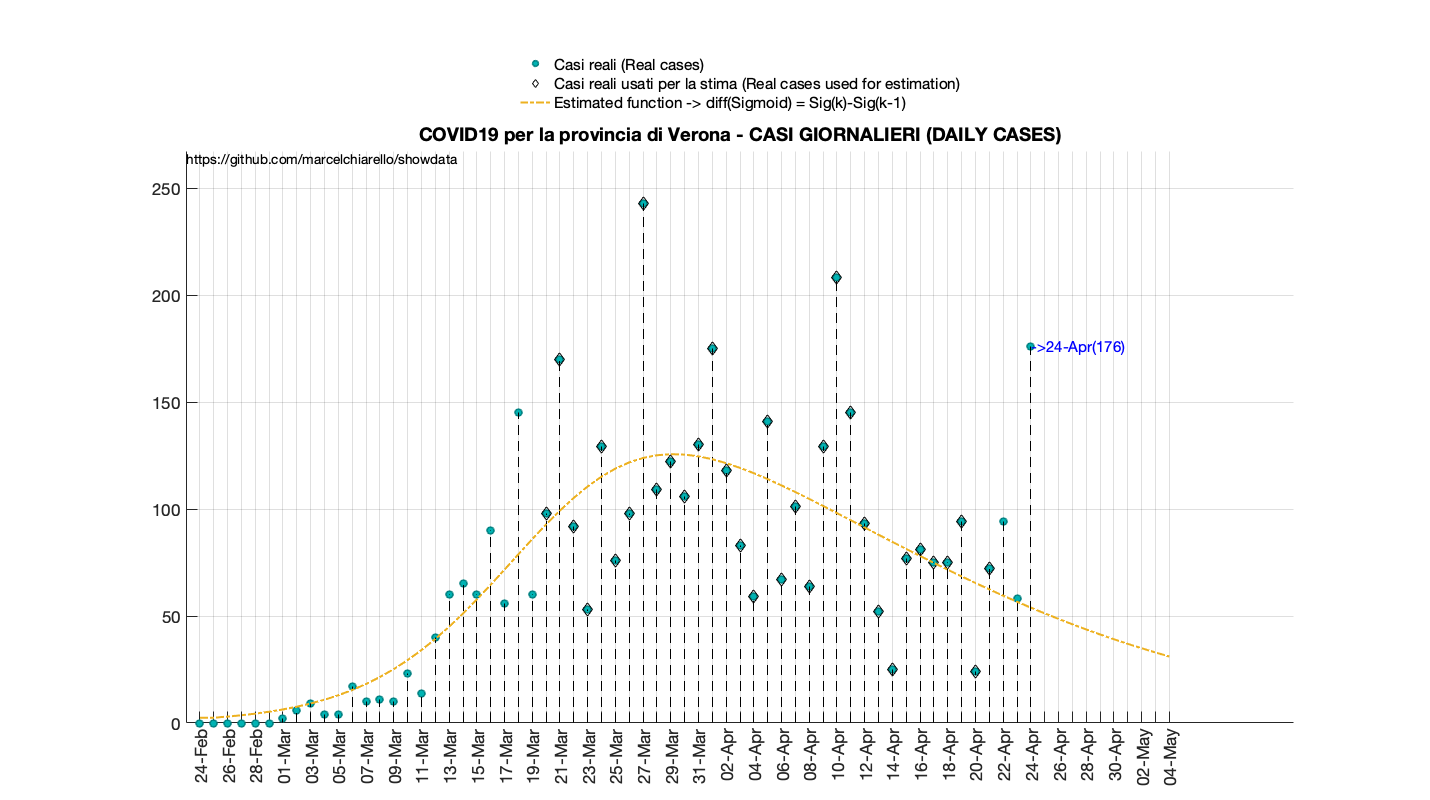 Casi reali (Real cases)
Casi reali usati per la stima (Real cases used for estimation)
Estimated function -> diff(Sigmoid) = Sig(k)-Sig(k-1)
COVID19 per la provincia di Verona - CASI GIORNALIERI (DAILY CASES)
https://github.com/marcelchiarello/showdata
250
200
150
100
50
0
->24-Apr(176)
24-Feb
26-Feb
28-Feb
01-Mar
03-Mar
05-Mar
07-Mar
09-Mar
11-Mar
13-Mar
15-Mar
17-Mar
19-Mar
21-Mar
23-Mar
25-Mar
27-Mar
29-Mar
31-Mar
02-Apr
04-Apr
06-Apr
08-Apr
10-Apr
12-Apr
14-Apr
16-Apr
18-Apr
20-Apr
22-Apr
24-Apr
26-Apr
28-Apr
30-Apr
02-May
04-May